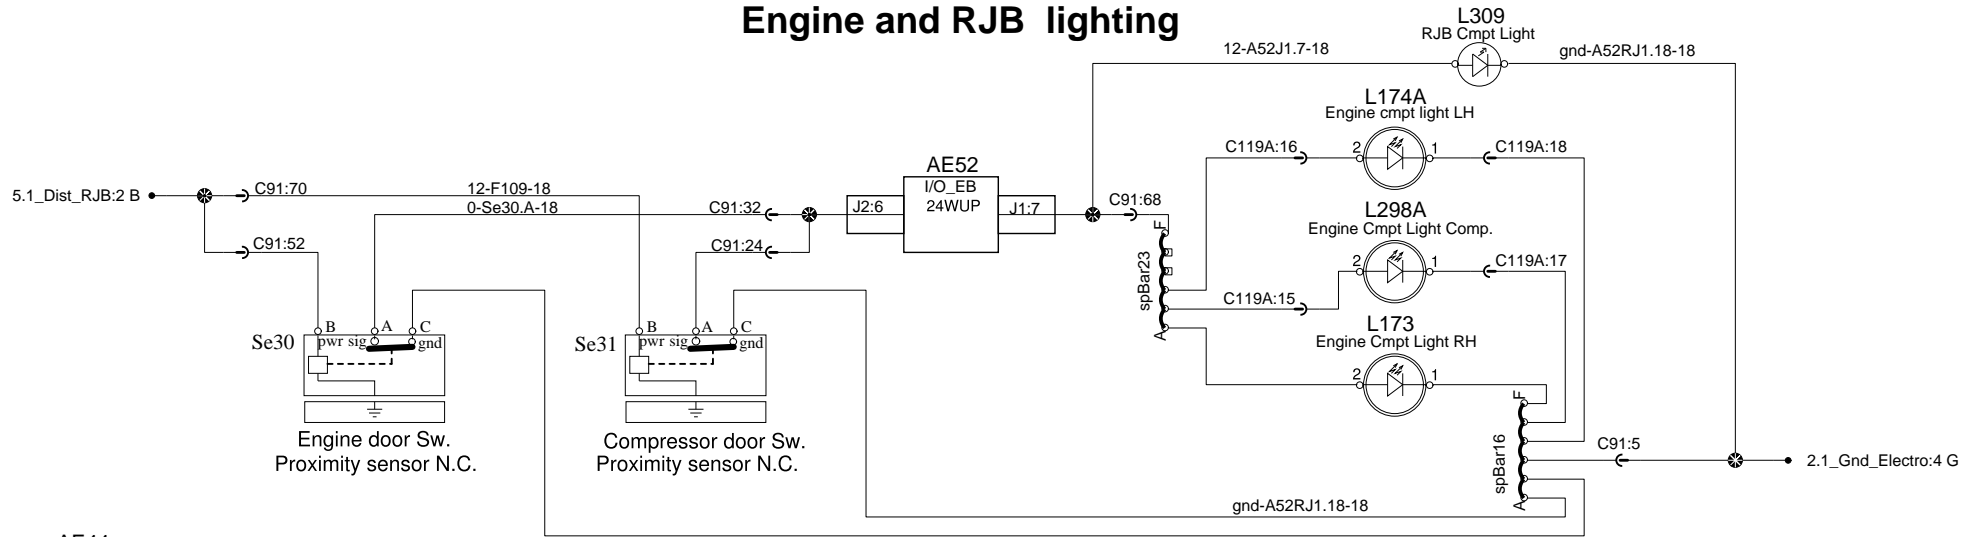 Engine and RJB lighting
L309
RJB Cmpt Light
12-A52J1.7-18
gnd-A52RJ1.18-18
L174A
Engine cmpt light LH
C119A:16
2
1
C119A:18
AE52
I/O_EB
24WUP
J2:6
J1:7
5.1_Dist_RJB:2 B
C91:70
12-F109-18
0-Se30.A-18
C91:32
C91:68
C91:52
C91:24
L298A
Engine Cmpt Light Comp.
2
1
C119A:17
C119A:15
F
spBar23
A
L173
Engine Cmpt Light RH
2
1
B
A
C
Se30
pwr sig
gnd
B
A
C
Se31
pwr sig
gnd
Engine door Sw.
Proximity sensor N.C.
Compressor door Sw.
Proximity sensor N.C.
F
spBar16
A
C91:5
2.1_Gnd_Electro:4 G
gnd-A52RJ1.18-18